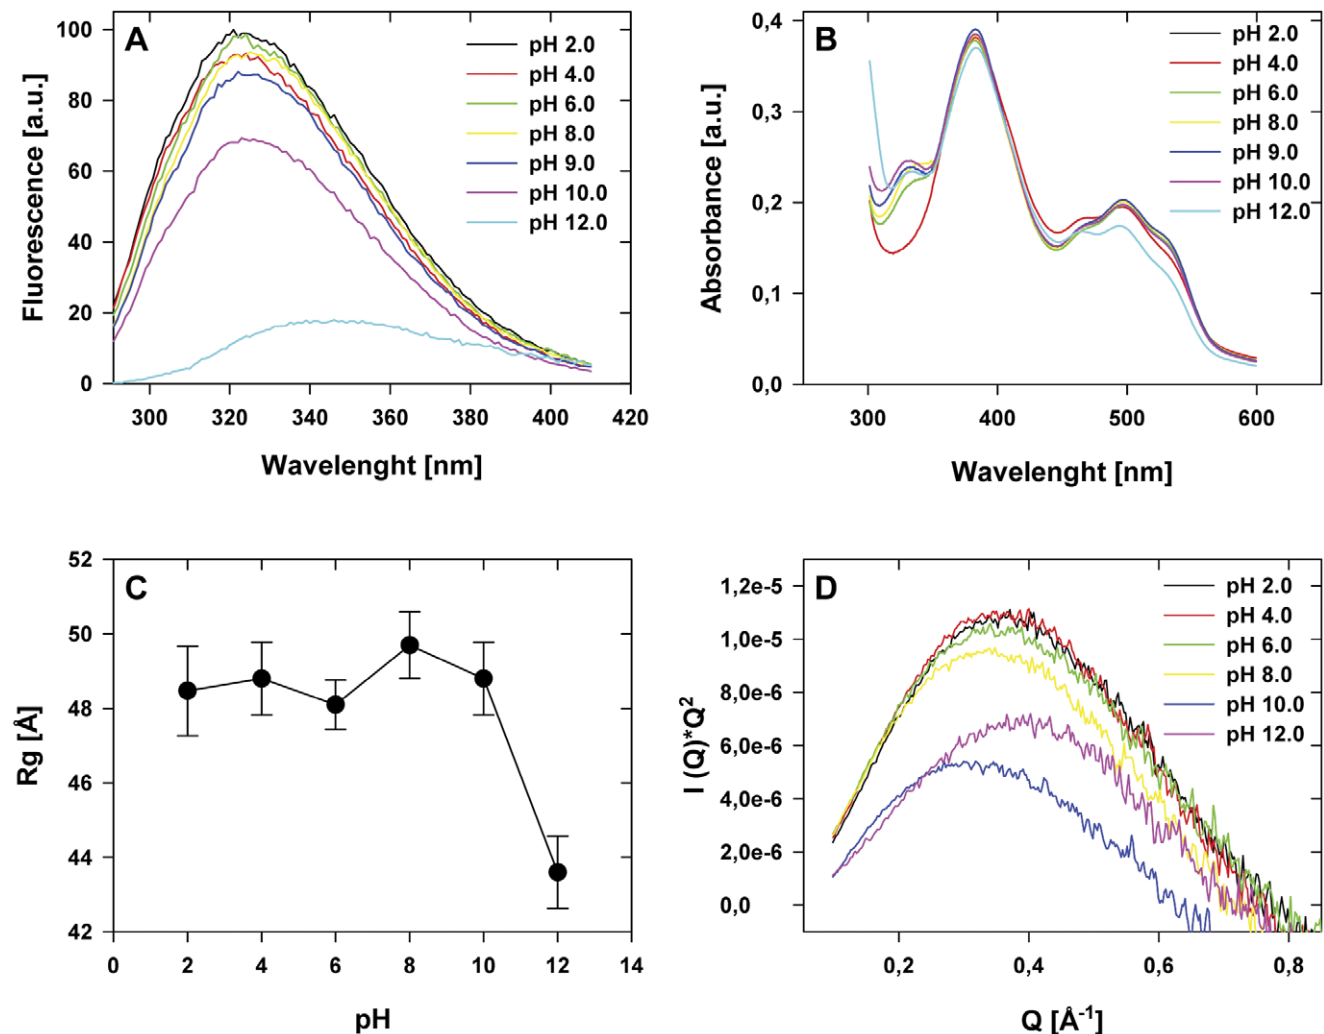 A
100
80
60
40
20
0
Fluorescence [a.u.]
300 320 340 360 380 400 420
Wavelenght [nm]
pH 2.0
pH 4.0
pH 6.0
pH 8.0
pH 9.0
pH 10.0
pH 12.0
B
0,4
0,3
0,2
0,1
0,0
Absorbance [a.u.]
300 400 500 600
Wavelenght [nm]
pH 2.0
pH 4.0
pH 6.0
pH 8.0
pH 9.0
pH 10.0
pH 12.0
C
52
50
48
46
44
42
Rg [Å]
0 2 4 6 8 10 12 14
pH
D
1,2e-5
1,0e-5
8,0e-6
6,0e-6
4,0e-6
2,0e-6
0,0
I (Q)*Q²
0,2 0,4 0,6 0,8
Q [Å⁻¹]
pH 2.0
pH 4.0
pH 6.0
pH 8.0
pH 10.0
pH 12.0